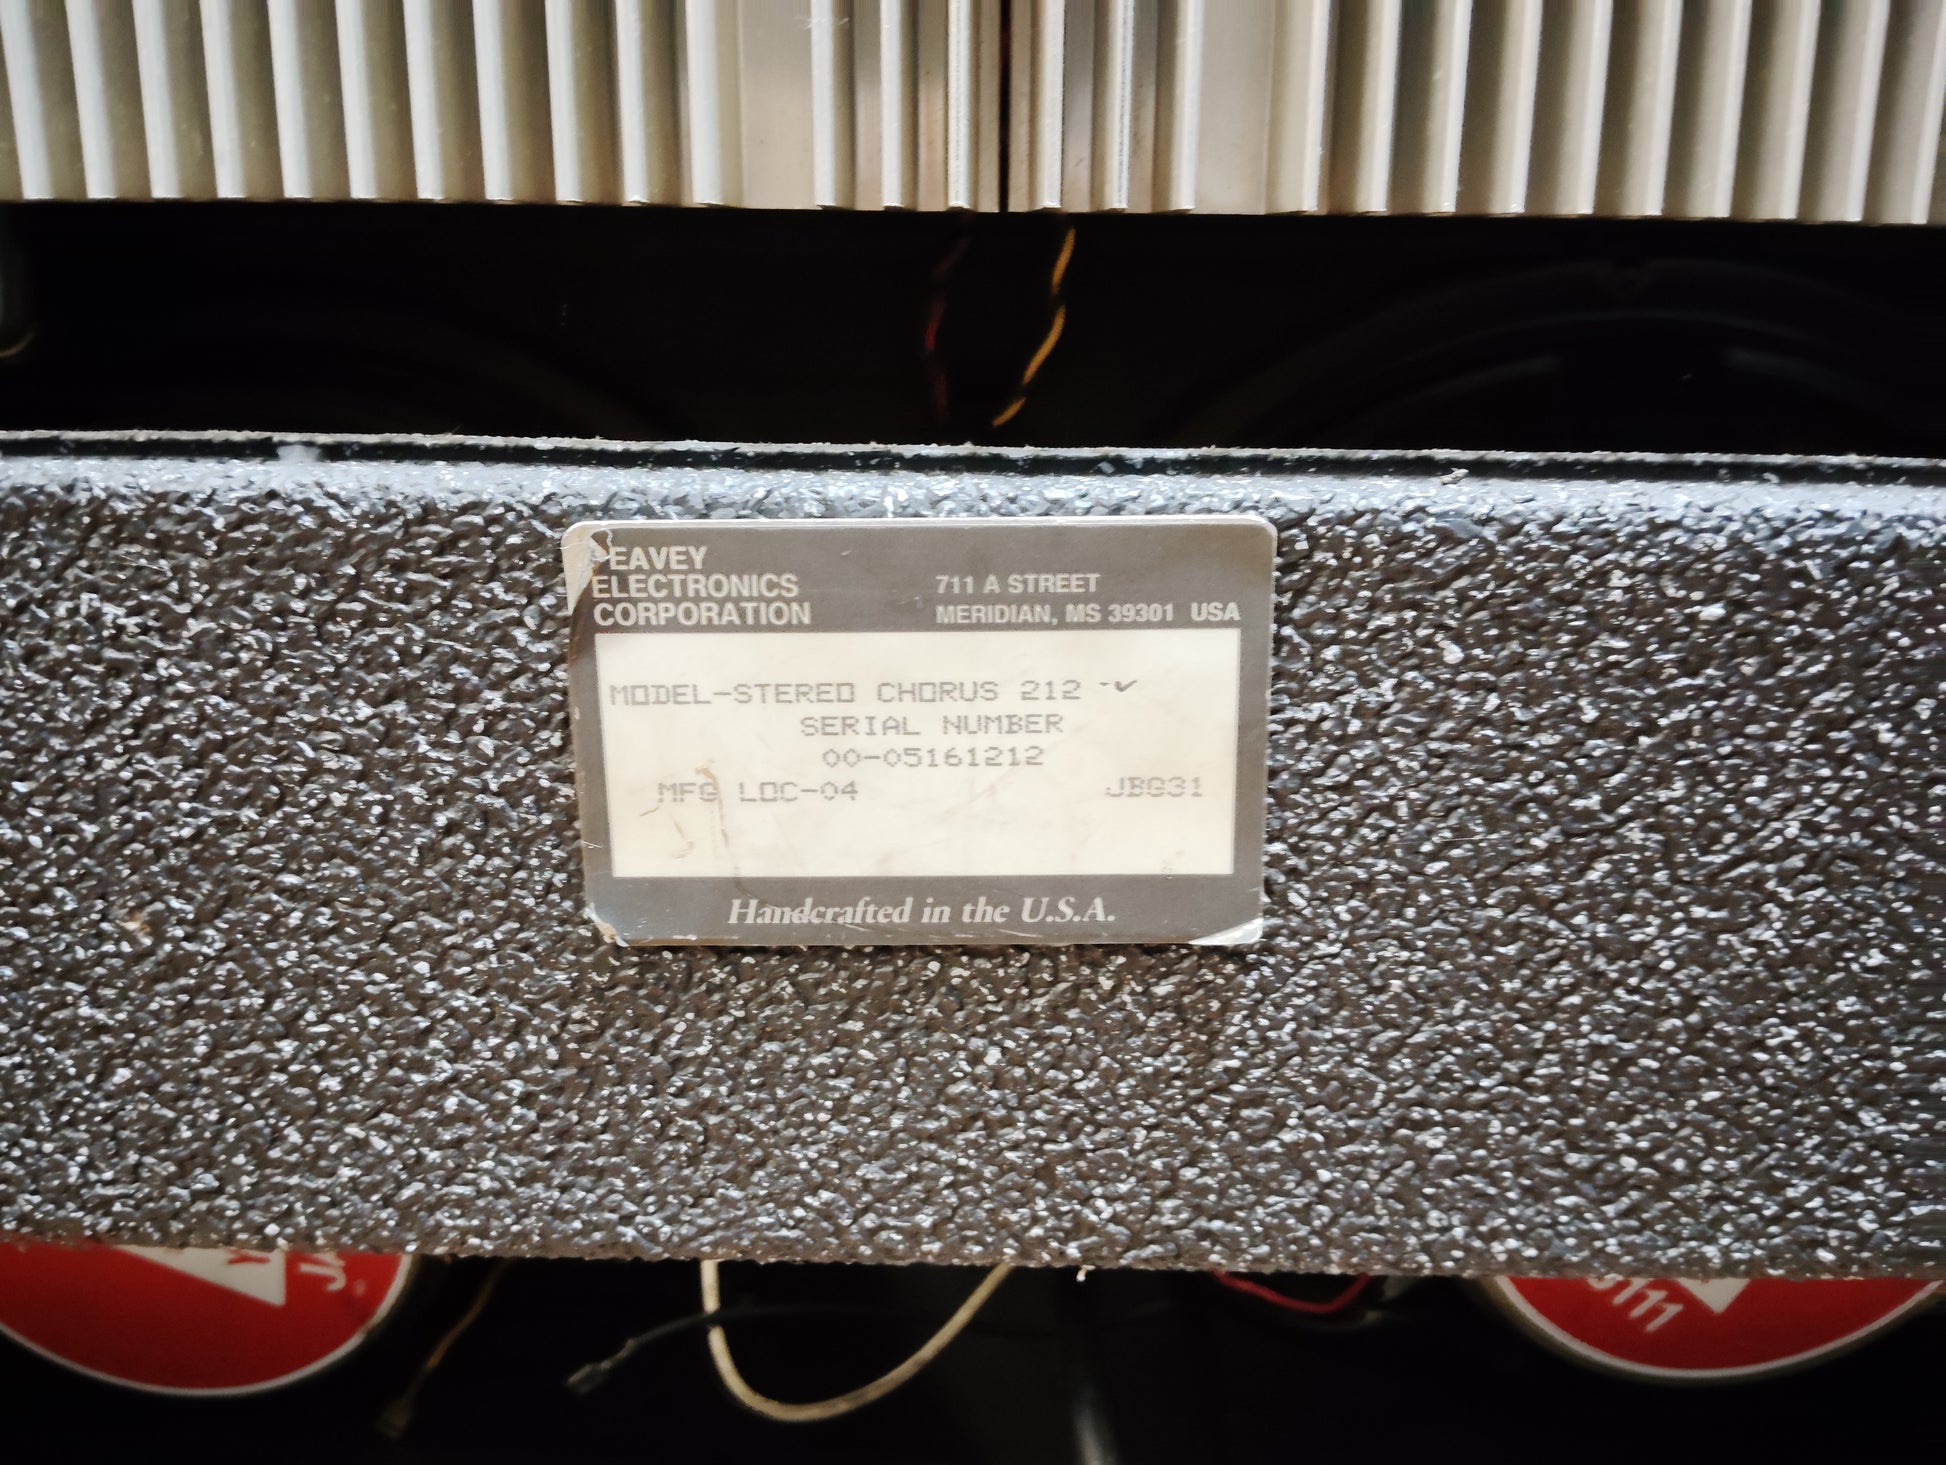 PEAVEY
ELECTRONICS
CORPORATION
711 A STREET
MERIDIAN, MS 39301 USA
MODEL-STEREO CHORUS 212
SERIAL NUMBER
00-05161212
MFG LOC-04 JBG31
Handcrafted in the U.S.A.